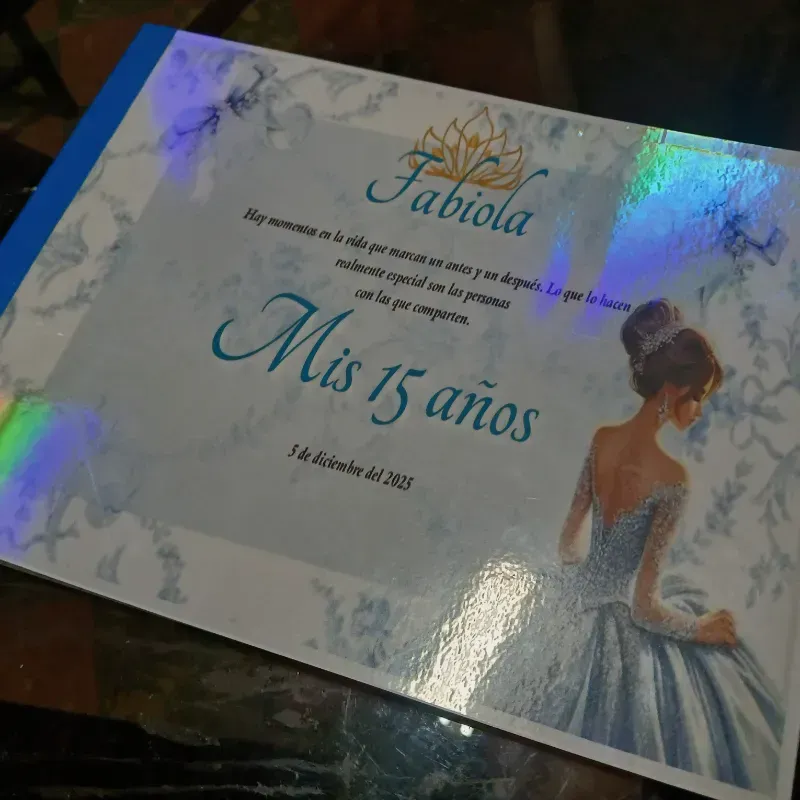 Fabiola
Hay momentos en la vida que marcan un antes y un después. Lo que lo hacen
realmente especial son las personas
con las que comparten.
Mis 15 años
5 de diciembre del 2025